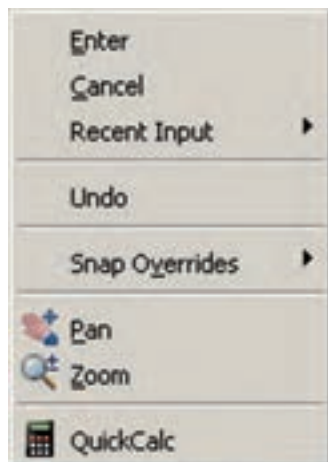 Enter
Cancel
Recent Input
Undo
Snap Overrides
Pan
Zoom
QuickCalc